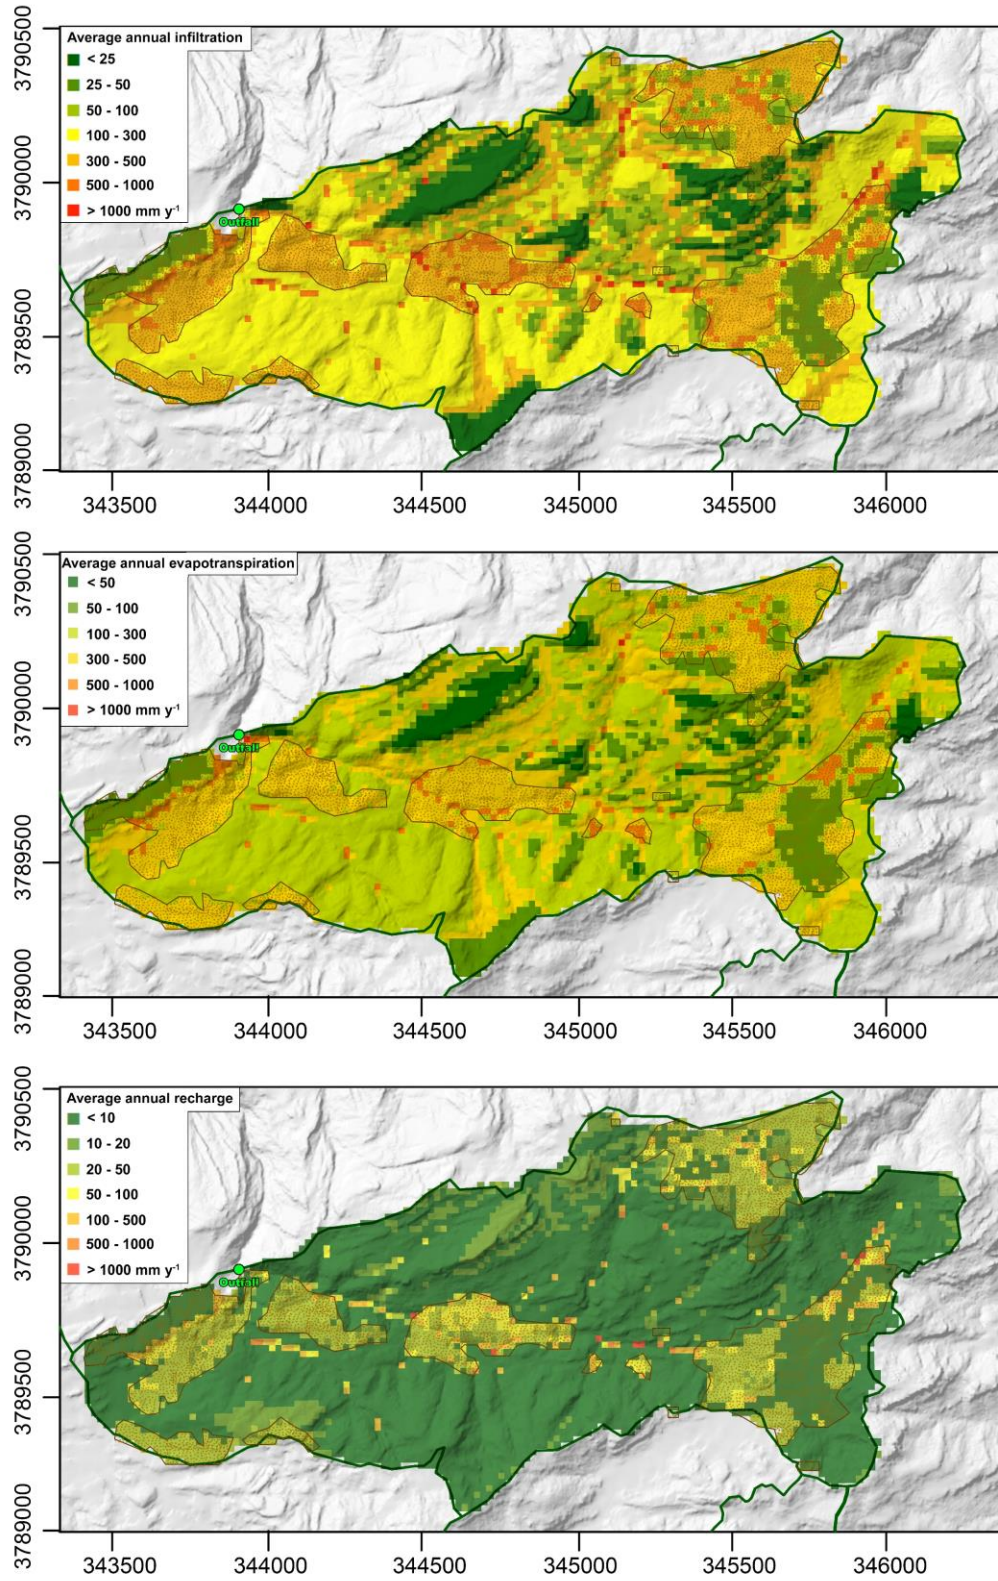 Average annual infiltration
< 25
25 - 50
50 - 100
100 - 300
300 - 500
500 - 1000
> 1000 mm y-1
Outfall
3790500
3790000
3789500
3789000
343500 344000 344500 345000 345500 346000
Average annual evapotranspiration
< 50
50 - 100
100 - 300
300 - 500
500 - 1000
> 1000 mm y-1
Outfall
3790500
3790000
3789500
3789000
343500 344000 344500 345000 345500 346000
Average annual recharge
< 10
10 - 20
20 - 50
50 - 100
100 - 500
500 - 1000
> 1000 mm y-1
Outfall
3790500
3790000
3789500
3789000
343500 344000 344500 345000 345500 346000